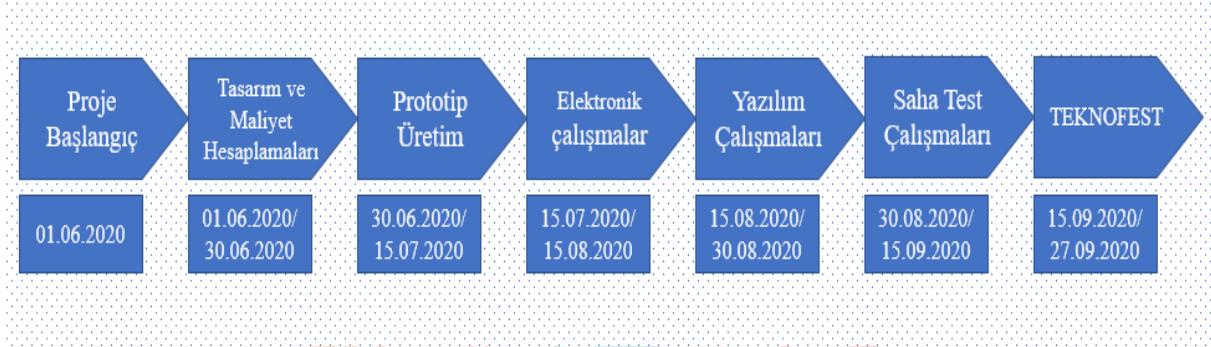 Proje
Başlangıç
Tasarım ve
Maliyet
Hesaplamaları
Prototip
Üretim
Elektronik
çalışmalar
Yazılım
Çalışmaları
Saha Test
Çalışmaları
TEKNOFEST
01.06.2020
01.06.2020/
30.06.2020
30.06.2020/
15.07.2020
15.07.2020/
15.08.2020
15.08.2020/
30.08.2020
30.08.2020/
15.09.2020
15.09.2020/
27.09.2020